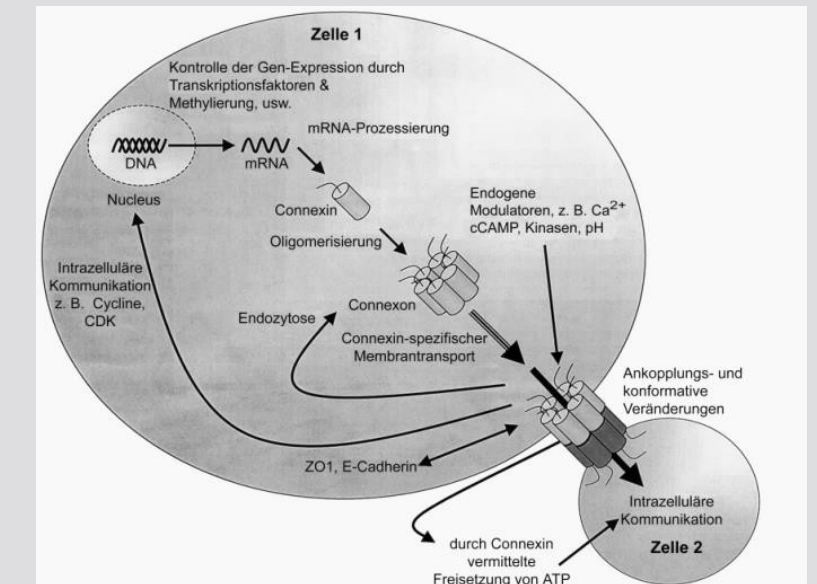 Zelle 1
Kontrolle der Gen-Expression durch
Transkriptionsfaktoren &
Methylierung, usw.
mRNA-Prozessierung
DNA
mRNA
Nucleus
Connexin
Endogene
Modulatoren, z. B. Ca2+
cCAMP, Kinasen, pH
Oligomerisierung
Intrazelluläre
Kommunikation
z. B. Cycline,
CDK
Endozytose
Connexon
Connexin-spezifischer
Membrantransport
Ankopplungs- und
konformative
Veränderungen
ZO1, E-Cadherin
Intrazelluläre
Kommunikation
Zelle 2
durch Connexin
vermittelte
Freisetzung von ATP